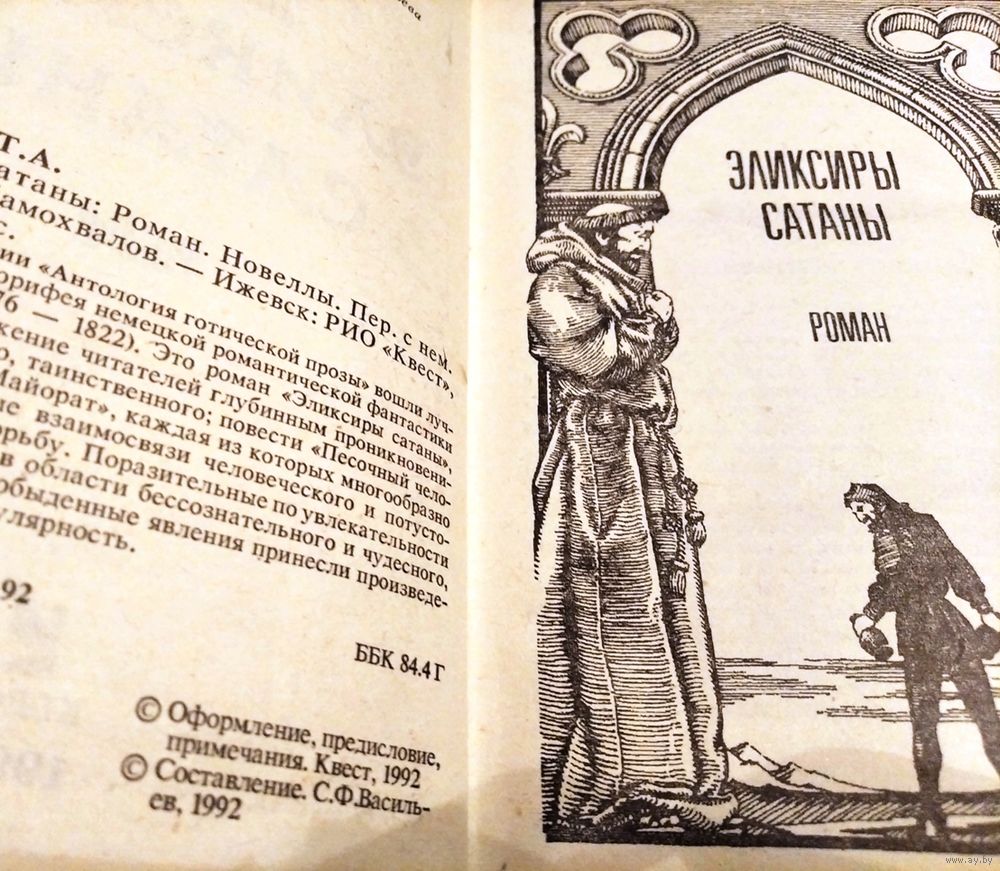 Т.А.
атаны: Роман. Новеллы. Пер. с нем.
амохвалов. — Ижевск: РИО «Квест»,
с.
ии «Антология готической прозы» вошли луч-
орифея немецкой романтической фантастики
76 — 1822). Это роман «Эликсиры сатаны»,
жение читателей глубинным проникновени-
о, таинственного; повести «Песочный чело-
Майорат», каждая из которых многообразно
ые взаимосвязи человеческого и потусто-
орьбу. Поразительные по увлекательности
в области бессознательного и чудесного,
обыденные явления принесли произведе-
улярность.
92
ББК 84.4 Г
© Оформление, предисловие,
примечания. Квест, 1992
© Составление. С.Ф.Василь-
ев, 1992
ЭЛИКСИРЫ
САТАНЫ
РОМАН
www.ay.by